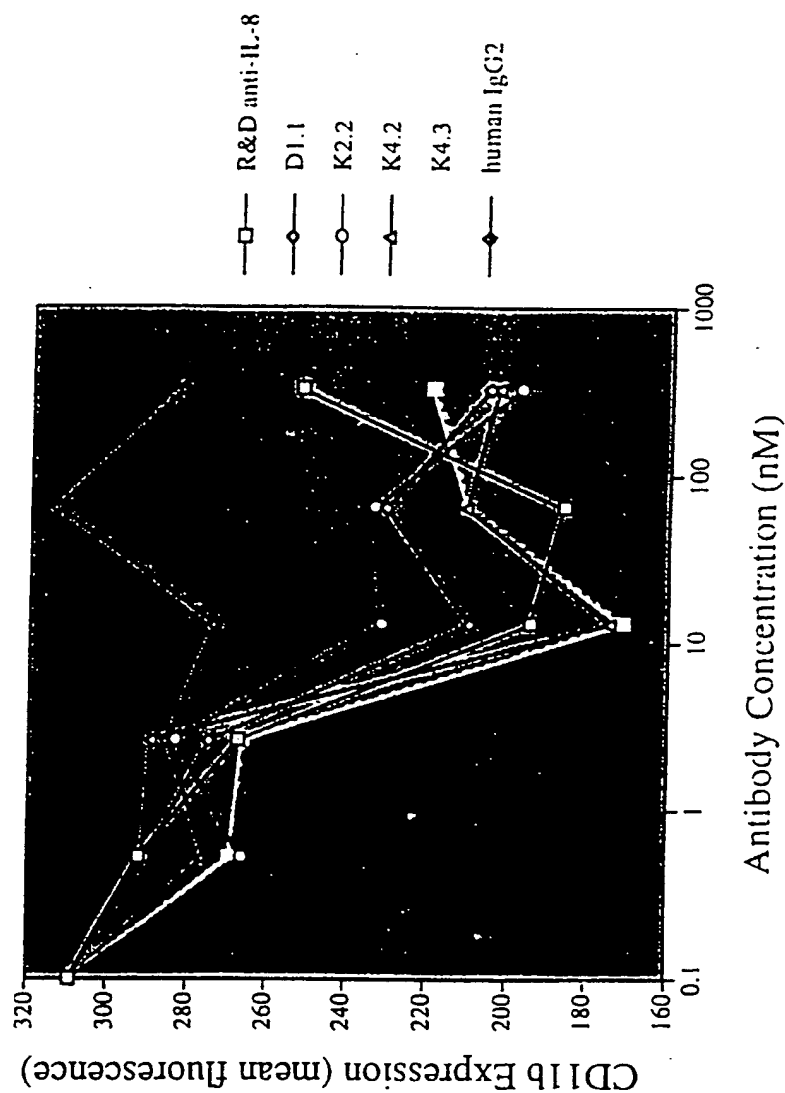 CD11b Expression (mean fluorescence)
320
300
280
260
240
220
200
180
160
0.1
1
10
100
1000
Antibody Concentration (nM)
R&D anti-IL-8
D1.1
K2.2
K4.2
K4.3
human IgG2